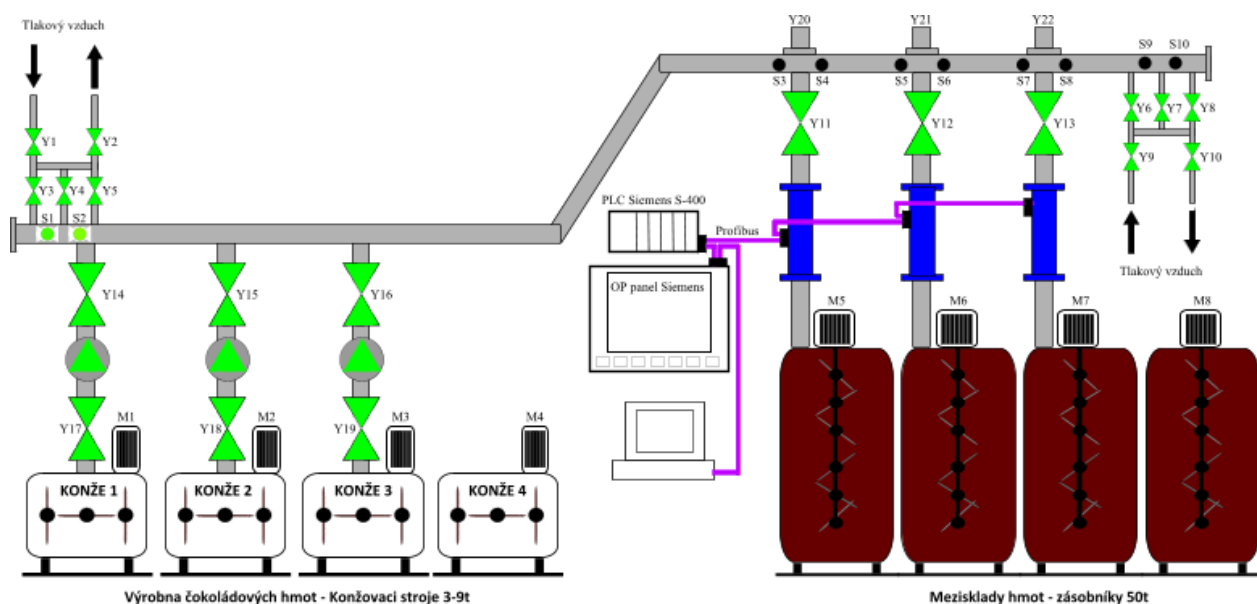 Tlakový vzduch
Y1
Y2
Y3
Y4
Y5
S1
S2
Y14
Y15
Y16
Y17
Y18
Y19
M1
M2
M3
M4
KONŽE 1
KONŽE 2
KONŽE 3
KONŽE 4
Výrobna čokoládových hmot - Konžovaci stroje 3-9t
Y20
Y21
Y22
S3
S4
S5
S6
S7
S8
S9
S10
Y11
Y12
Y13
Y6
Y7
Y8
Y9
Y10
Tlakový vzduch
PLC Siemens S-400
Profibus
OP panel Siemens
M5
M6
M7
M8
Mezisklady hmot - zásobníky 50t